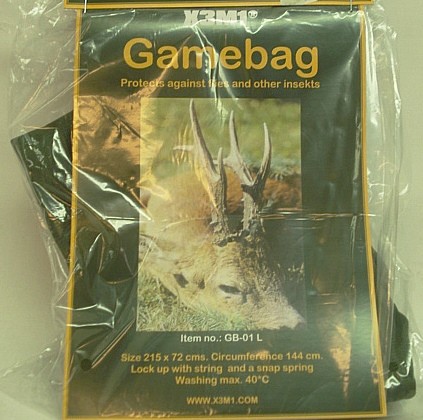 X3M1®
Gamebag
Protects against flies and other insekts
Item no.: GB-01 L
Size 215 x 72 cms. Circumference 144 cm.
Lock up with string and a snap spring
Washing max. 40°C
WWW.X3M1.COM